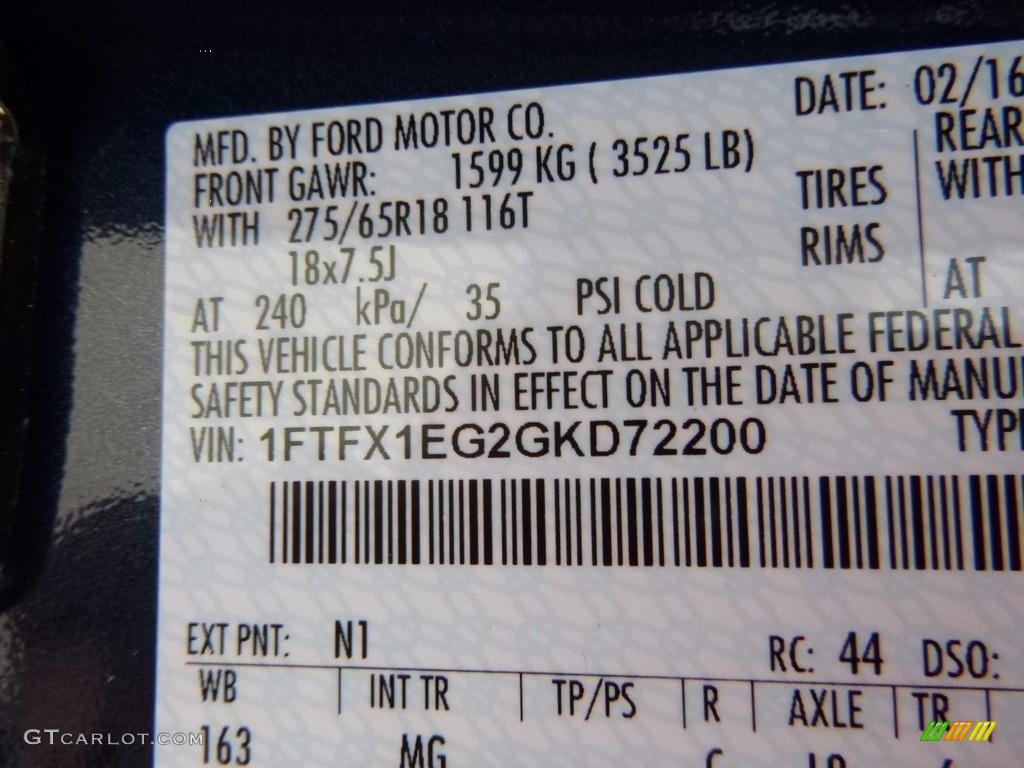 DATE: 02/16
MFD. BY FORD MOTOR CO.
FRONT GAWR: 1599 KG ( 3525 LB)
REAR
WITH 275/65R18 116T TIRES WITH
18x7.5J RIMS
AT 240 kPa/ 35 PSI COLD AT
THIS VEHICLE CONFORMS TO ALL APPLICABLE FEDERAL
SAFETY STANDARDS IN EFFECT ON THE DATE OF MANU
VIN: 1FTFX1EG2GKD72200 TYPE
EXT PNT: N1 RC: 44 DSO:
WB INT TR TP/PS R AXLE TR
163 MG
GTCARLOT.COM